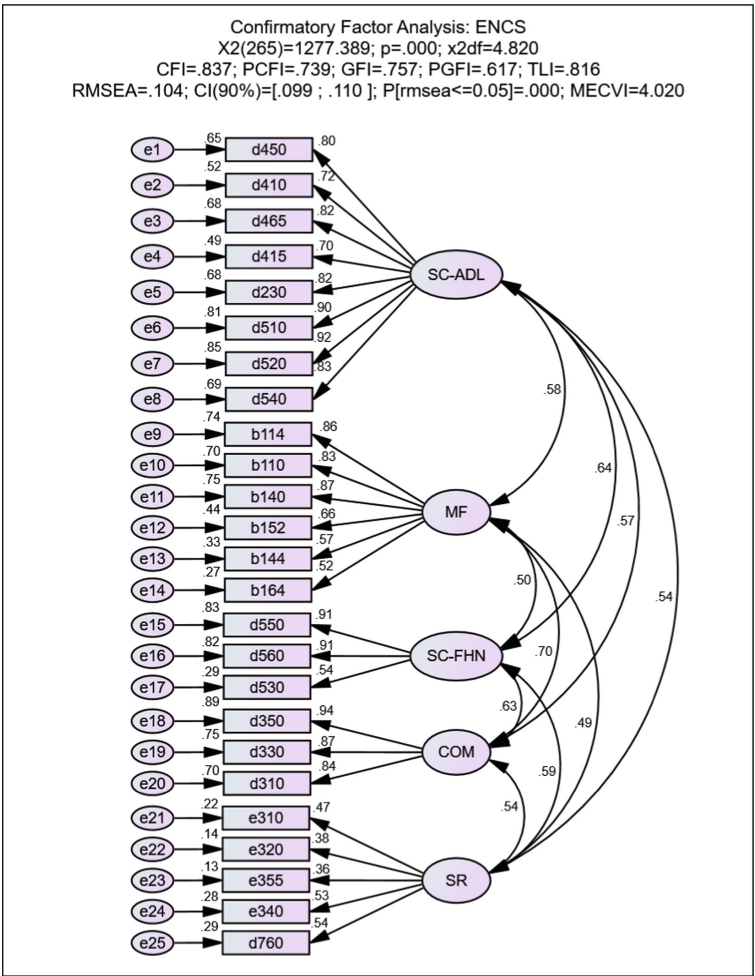 Confirmatory Factor Analysis: ENCS
X2(265)=1277.389; p=.000; x2df=4.820
CFI=.837; PCFI=.739; GFI=.757; PGFI=.617; TLI=.816
RMSEA=.104; CI(90%)=[.099 ; .110 ]; P[rmsea<=0.05]=.000; MECVI=4.020
e1 .65 d450 .80
e2 .52 d410 .72
e3 .68 d465 .82
e4 .49 d415 .70
SC-ADL
e5 .68 d230 .82
e6 .81 d510 .90
e7 .85 d520 .92
e8 .69 d540 .83
.58
e9 .74 b114 .86
e10 .70 b110 .83
.64
e11 .75 b140 .87
MF
e12 .44 b152 .66
.57
e13 .33 b144 .57
.50
e14 .27 b164 .52
.54
e15 .83 d550 .91
e16 .82 d560 .91
SC-FHN
.70
e17 .29 d530 .54
.63
e18 .89 d350 .94
.49
e19 .75 d330 .87
COM
.59
e20 .70 d310 .84
.54
e21 .22 e310 .47
e22 .14 e320 .38
e23 .13 e355 .36
SR
e24 .28 e340 .53
e25 .29 d760 .54